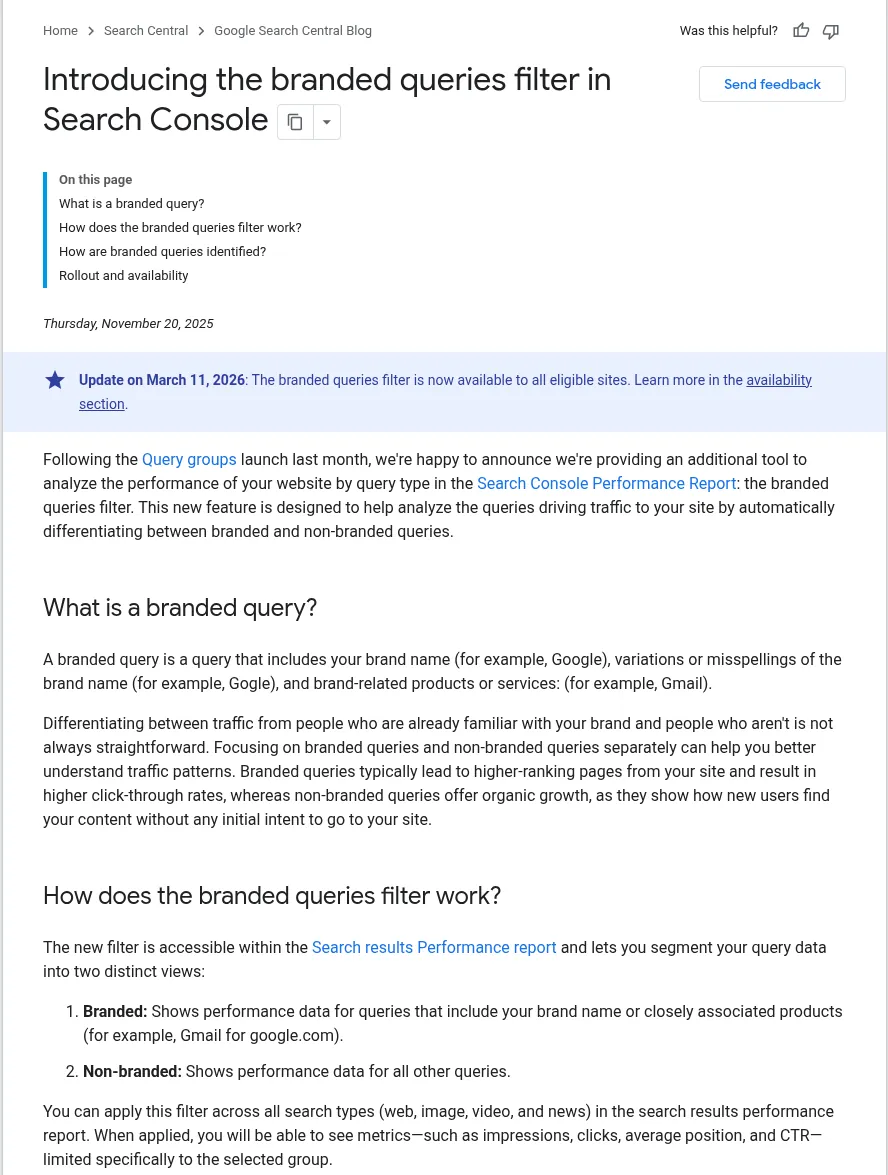 Home > Search Central > Google Search Central Blog
Was this helpful?
Introducing the branded queries filter in
Search Console
Send feedback
On this page
What is a branded query?
How does the branded queries filter work?
How are branded queries identified?
Rollout and availability
Thursday, November 20, 2025
Update on March 11, 2026: The branded queries filter is now available to all eligible sites. Learn more in the availability
section.
Following the Query groups launch last month, we're happy to announce we're providing an additional tool to
analyze the performance of your website by query type in the Search Console Performance Report: the branded
queries filter. This new feature is designed to help analyze the queries driving traffic to your site by automatically
differentiating between branded and non-branded queries.
What is a branded query?
A branded query is a query that includes your brand name (for example, Google), variations or misspellings of the
brand name (for example, Gogle), and brand-related products or services: (for example, Gmail).
Differentiating between traffic from people who are already familiar with your brand and people who aren't is not
always straightforward. Focusing on branded queries and non-branded queries separately can help you better
understand traffic patterns. Branded queries typically lead to higher-ranking pages from your site and result in
higher click-through rates, whereas non-branded queries offer organic growth, as they show how new users find
your content without any initial intent to go to your site.
How does the branded queries filter work?
The new filter is accessible within the Search results Performance report and lets you segment your query data
into two distinct views:
1. Branded: Shows performance data for queries that include your brand name or closely associated products
(for example, Gmail for google.com).
2. Non-branded: Shows performance data for all other queries.
You can apply this filter across all search types (web, image, video, and news) in the search results performance
report. When applied, you will be able to see metrics—such as impressions, clicks, average position, and CTR—
limited specifically to the selected group.